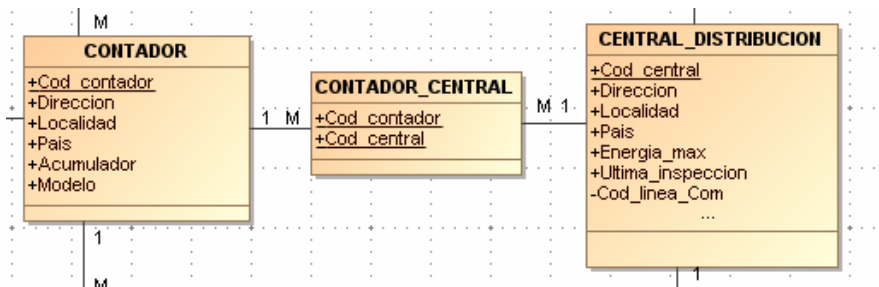 M
CONTADOR
+Cod_contador
+Direccion
+Localidad
+Pais
+Acumulador
+Modelo
1 M
CONTADOR_CENTRAL
+Cod_contador
+Cod_central
M 1
CENTRAL_DISTRIBUCION
+Cod_central
+Direccion
+Localidad
+Pais
+Energia_max
+Ultima_inspeccion
-Cod_linea_Com
...
1
M
1